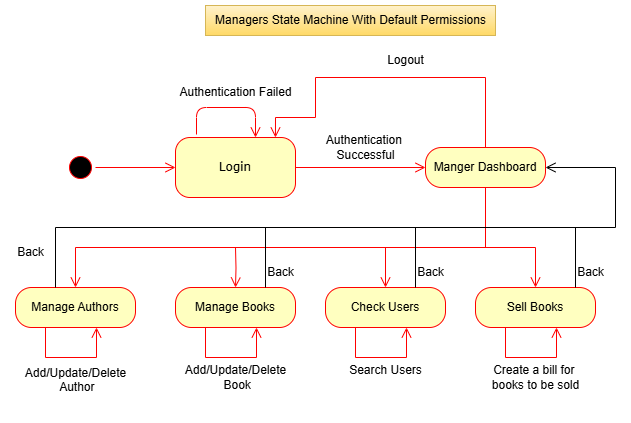 Managers State Machine With Default Permissions
Logout
Authentication Failed
Authentication
Successful
Login
Manger Dashboard
Back
Back
Back
Back
Manage Authors
Manage Books
Check Users
Sell Books
Add/Update/Delete
Author
Add/Update/Delete
Book
Search Users
Create a bill for
books to be sold